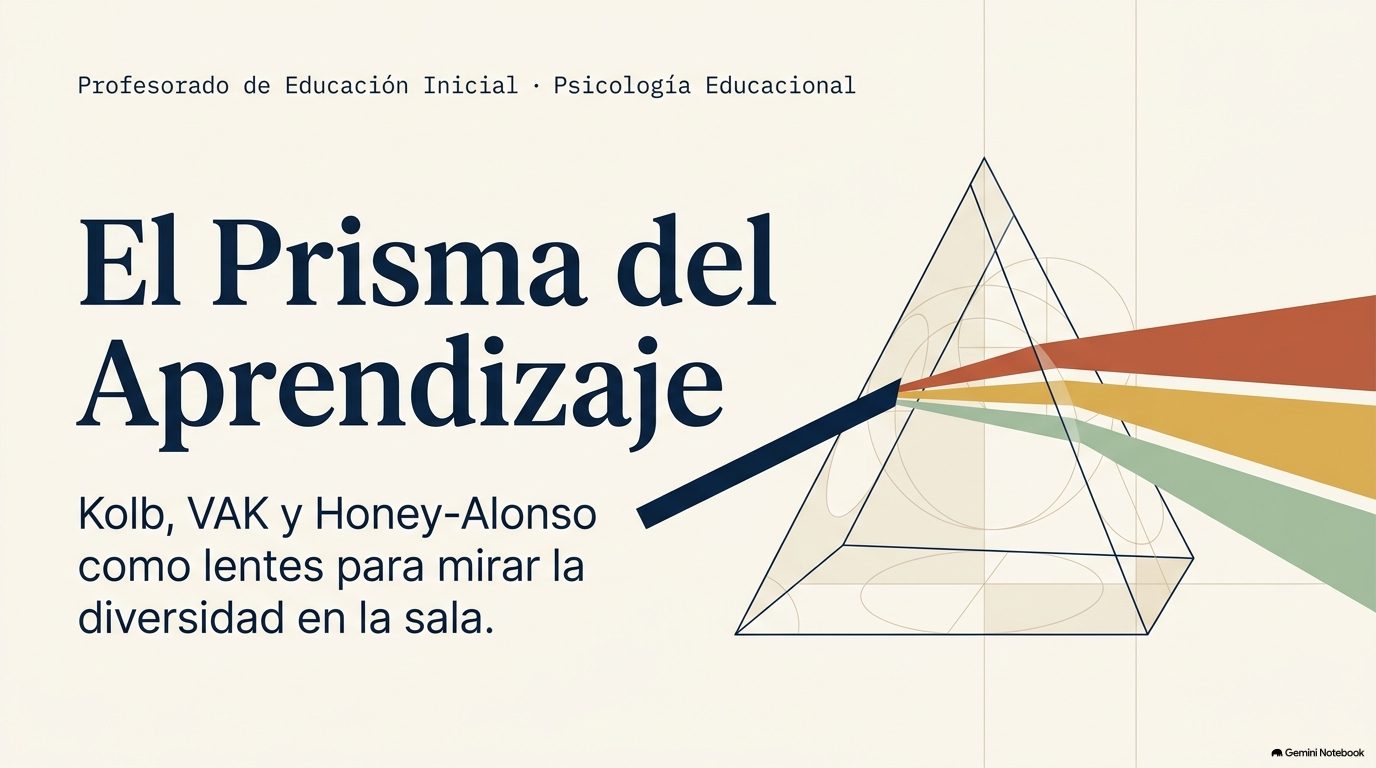 Profesorado de Educación Inicial · Psicología Educacional
El Prisma del
Aprendizaje
Kolb, VAK y Honey-Alonso
como lentes para mirar la
diversidad en la sala.
Gemini Notebook